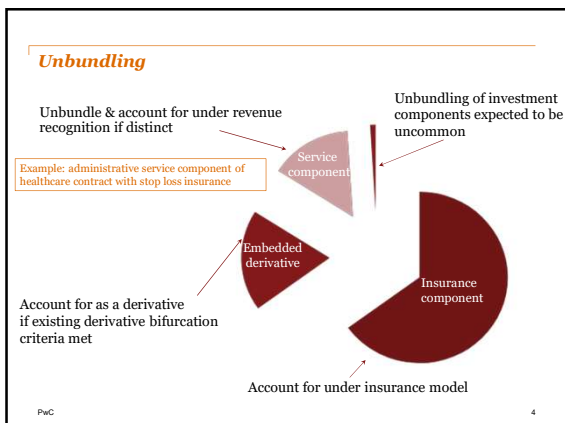 Unbundling
Unbundle & account for under revenue
recognition if distinct
Unbundling of investment
components expected to be
uncommon
Example: administrative service component of
healthcare contract with stop loss insurance
Service
component
Embedded
derivative
Insurance
component
Account for as a derivative
if existing derivative bifurcation
criteria met
Account for under insurance model
PwC
4